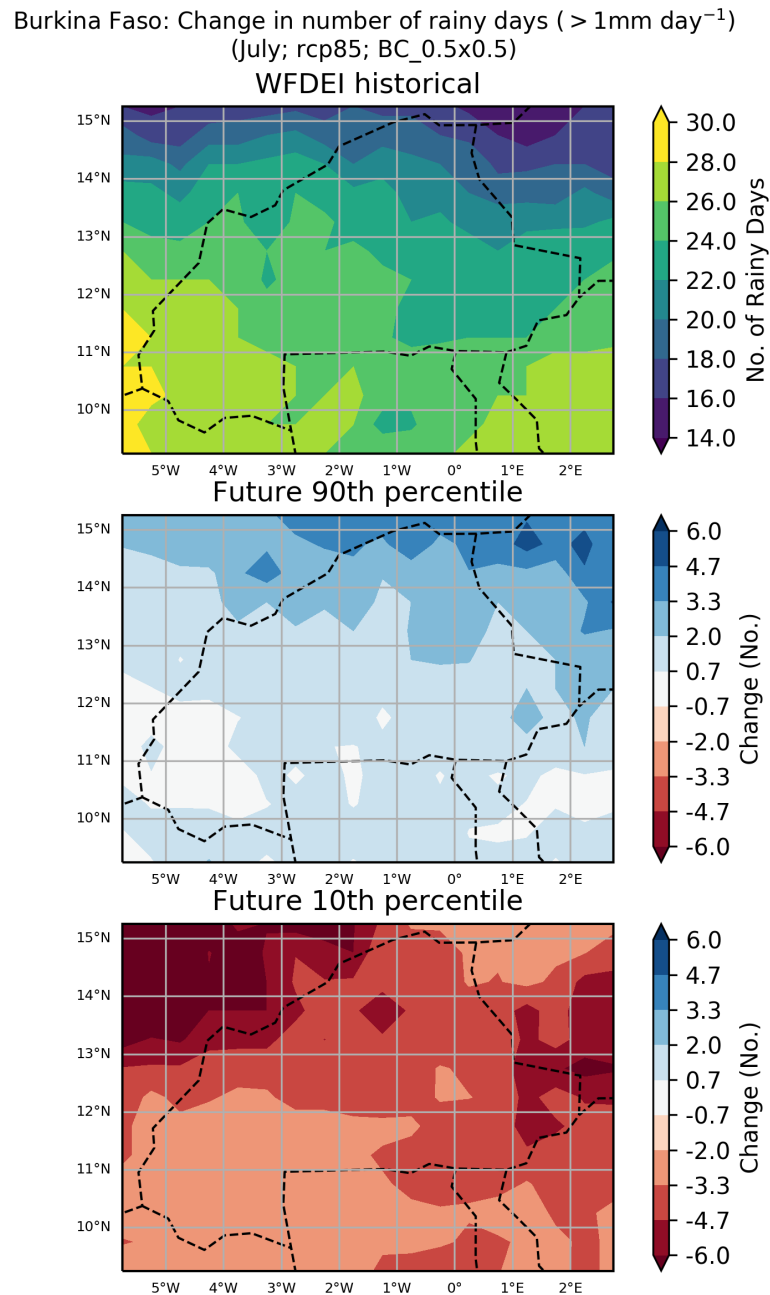 Burkina Faso: Change in number of rainy days (>1mm day⁻¹)
(July; rcp85; BC_0.5x0.5)
WFDEI historical
15°N
14°N
13°N
12°N
11°N
10°N
5°W 4°W 3°W 2°W 1°W 0° 1°E 2°E
30.0
28.0
26.0
24.0
22.0
20.0
18.0
16.0
14.0
No. of Rainy Days
Future 90th percentile
15°N
14°N
13°N
12°N
11°N
10°N
5°W 4°W 3°W 2°W 1°W 0° 1°E 2°E
6.0
4.7
3.3
2.0
0.7
-0.7
-2.0
-3.3
-4.7
-6.0
Change (No.)
Future 10th percentile
15°N
14°N
13°N
12°N
11°N
10°N
5°W 4°W 3°W 2°W 1°W 0° 1°E 2°E
6.0
4.7
3.3
2.0
0.7
-0.7
-2.0
-3.3
-4.7
-6.0
Change (No.)